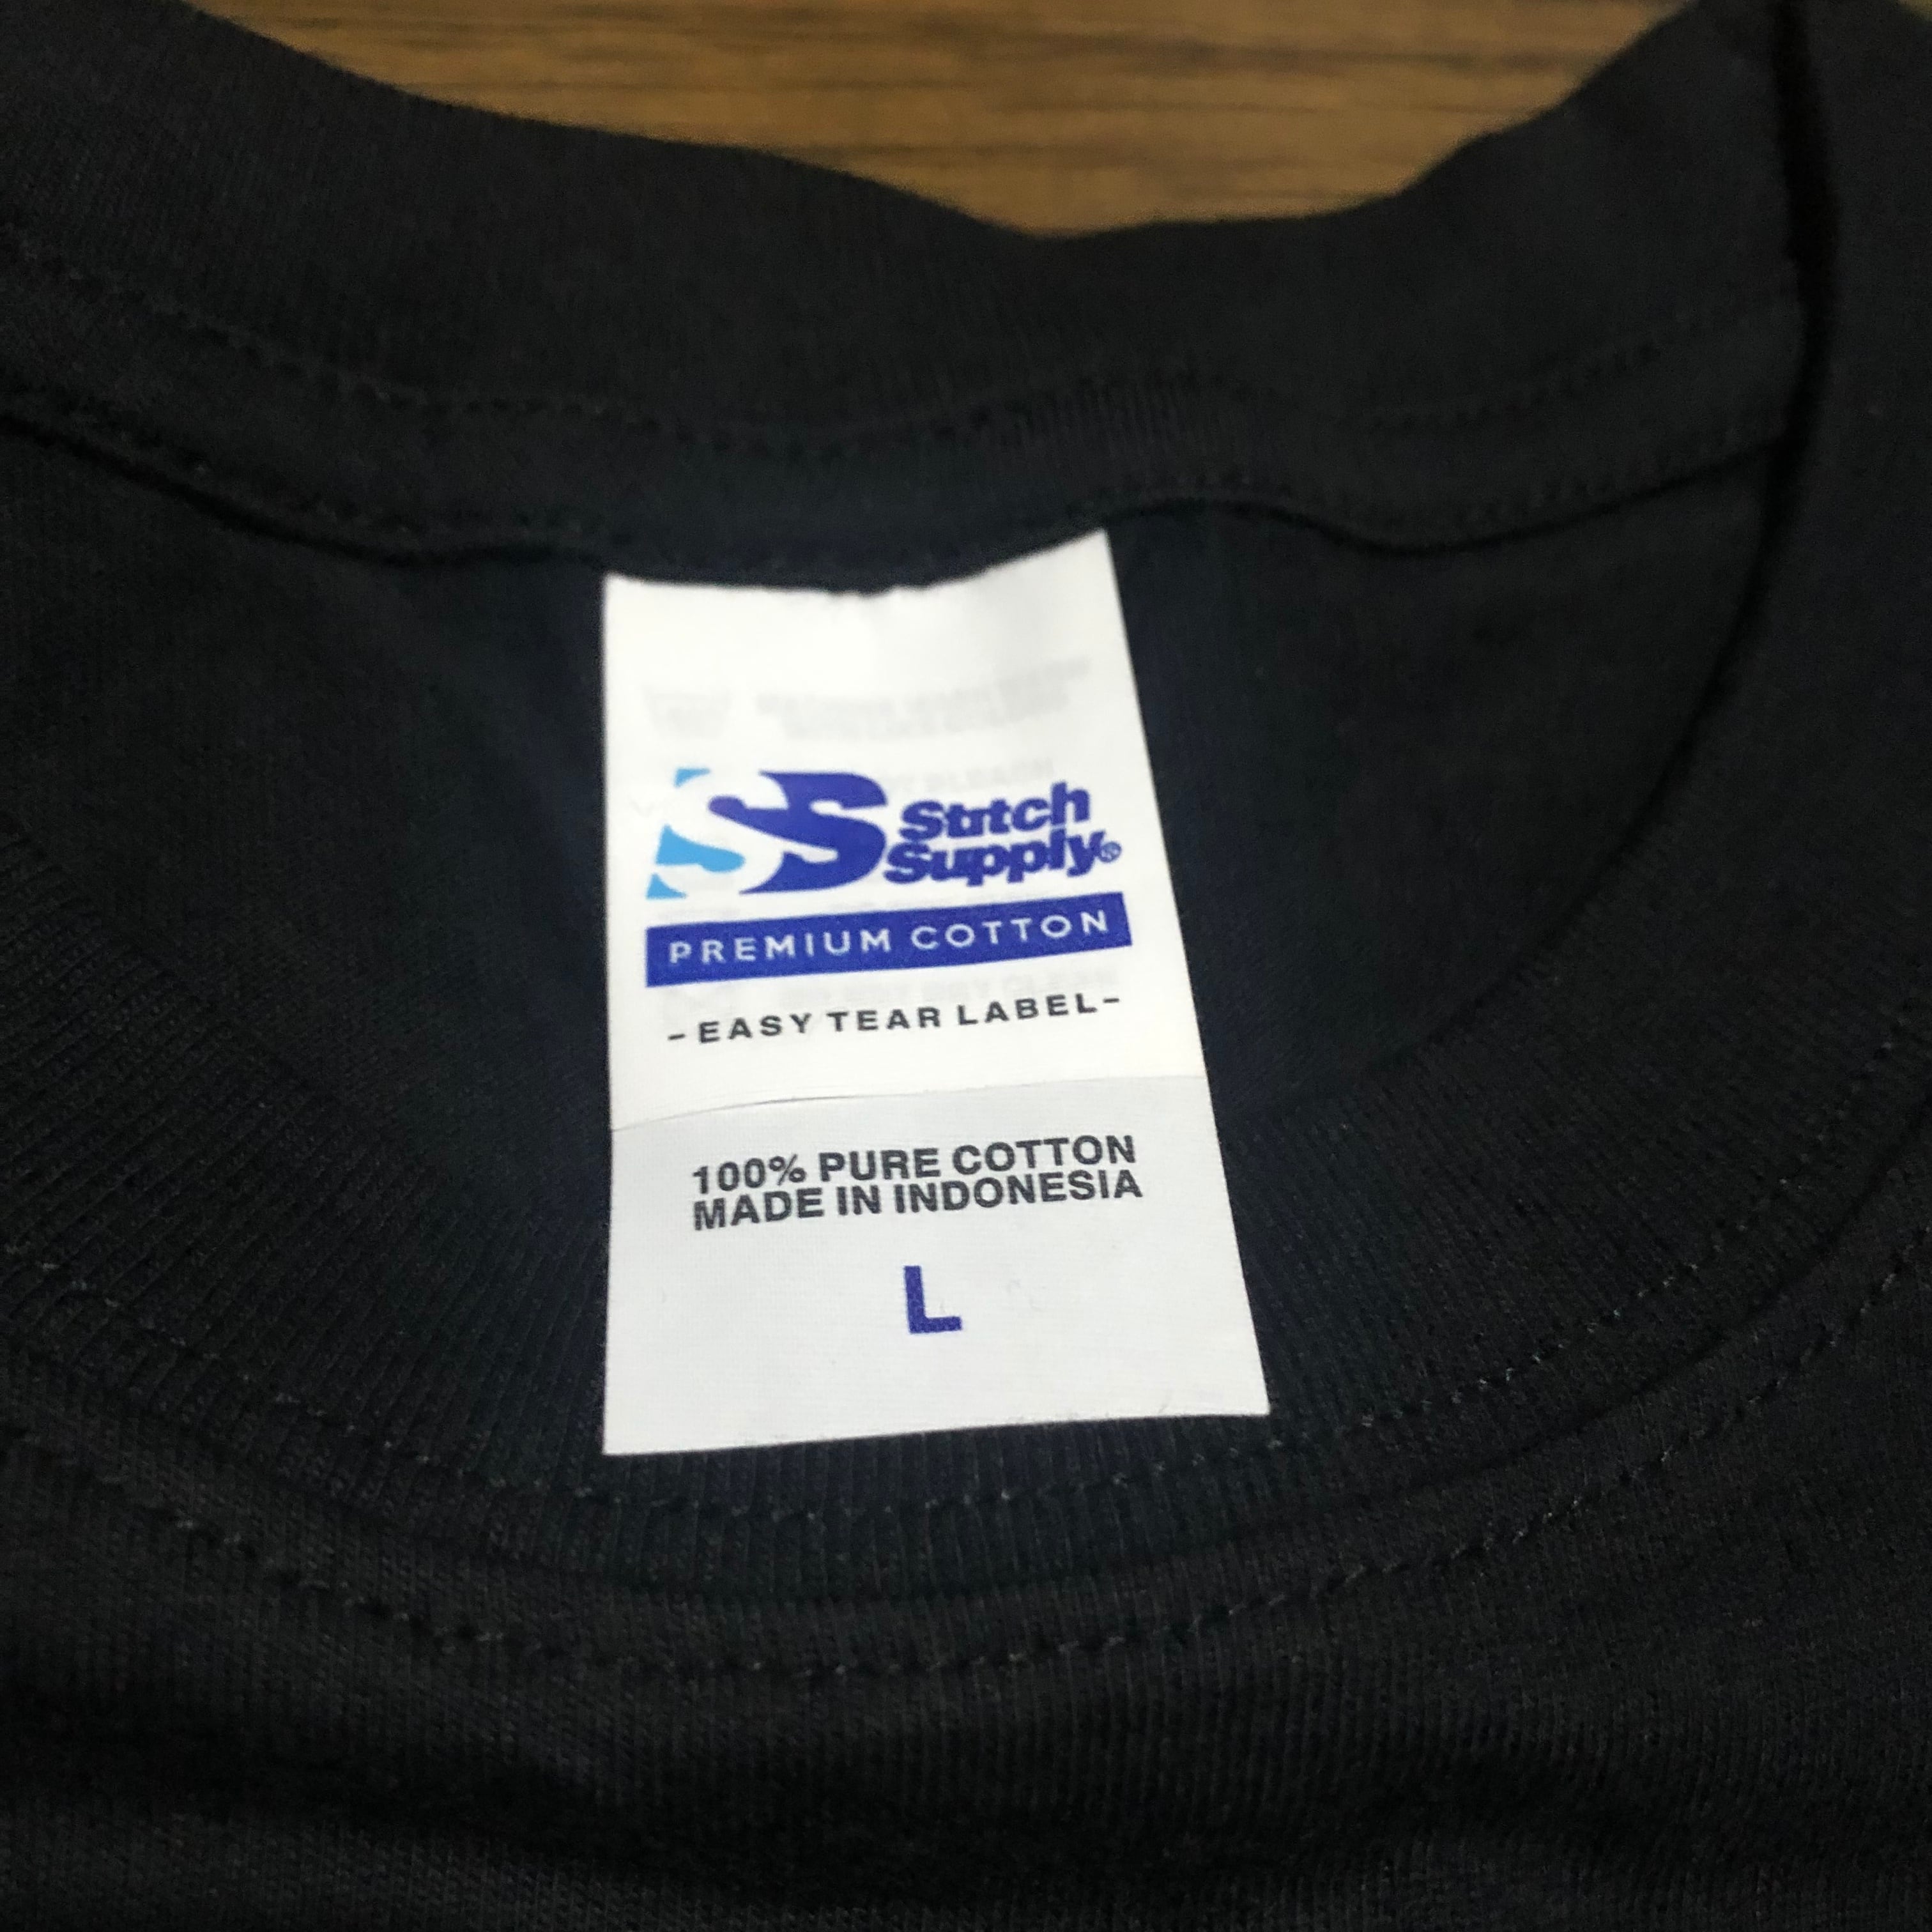 SS Stitch
Supply®
PREMIUM COTTON
-EASY TEAR LABEL-
100% PURE COTTON
MADE IN INDONESIA
L